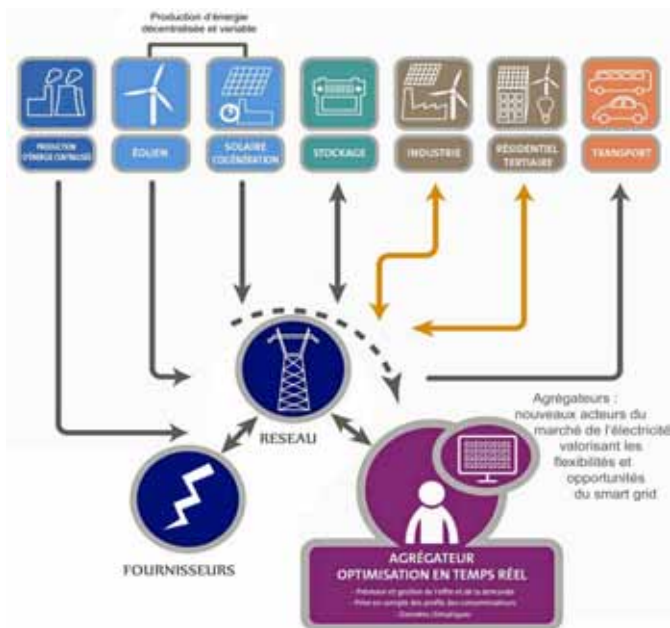 Production d'énergie
décentralisée et variable
PRODUCTION
D'ÉNERGIE CENTRALISÉE
ÉOLIEN
SOLAIRE
COGÉNÉRATION
STOCKAGE
INDUSTRIE
RÉSIDENTIEL
TERTIAIRE
TRANSPORT
RESEAU
Agrégateurs :
nouveaux acteurs du
marché de l'électricité
valorisant les
flexibilités et
opportunités
du smart grid
FOURNISSEURS
AGRÉGATEUR
OPTIMISATION EN TEMPS RÉEL
- Prévision et gestion de l'offre et de la demande
- Prise en compte des profils des consommateurs
- Données climatiques